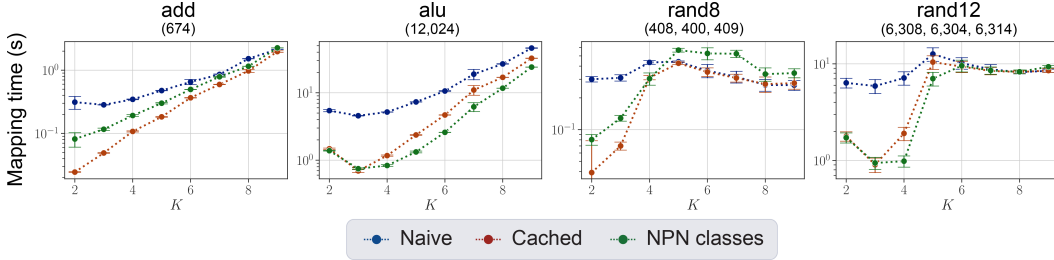 add
(674)
alu
(12,024)
rand8
(408, 400, 409)
rand12
(6,308, 6,304, 6,314)
Mapping time (s)
10⁰
10⁻¹
2 4 6 8
K
10¹
10⁰
2 4 6 8
K
10⁻¹
2 4 6 8
K
10¹
10⁰
2 4 6 8
K
Naive Cached NPN classes